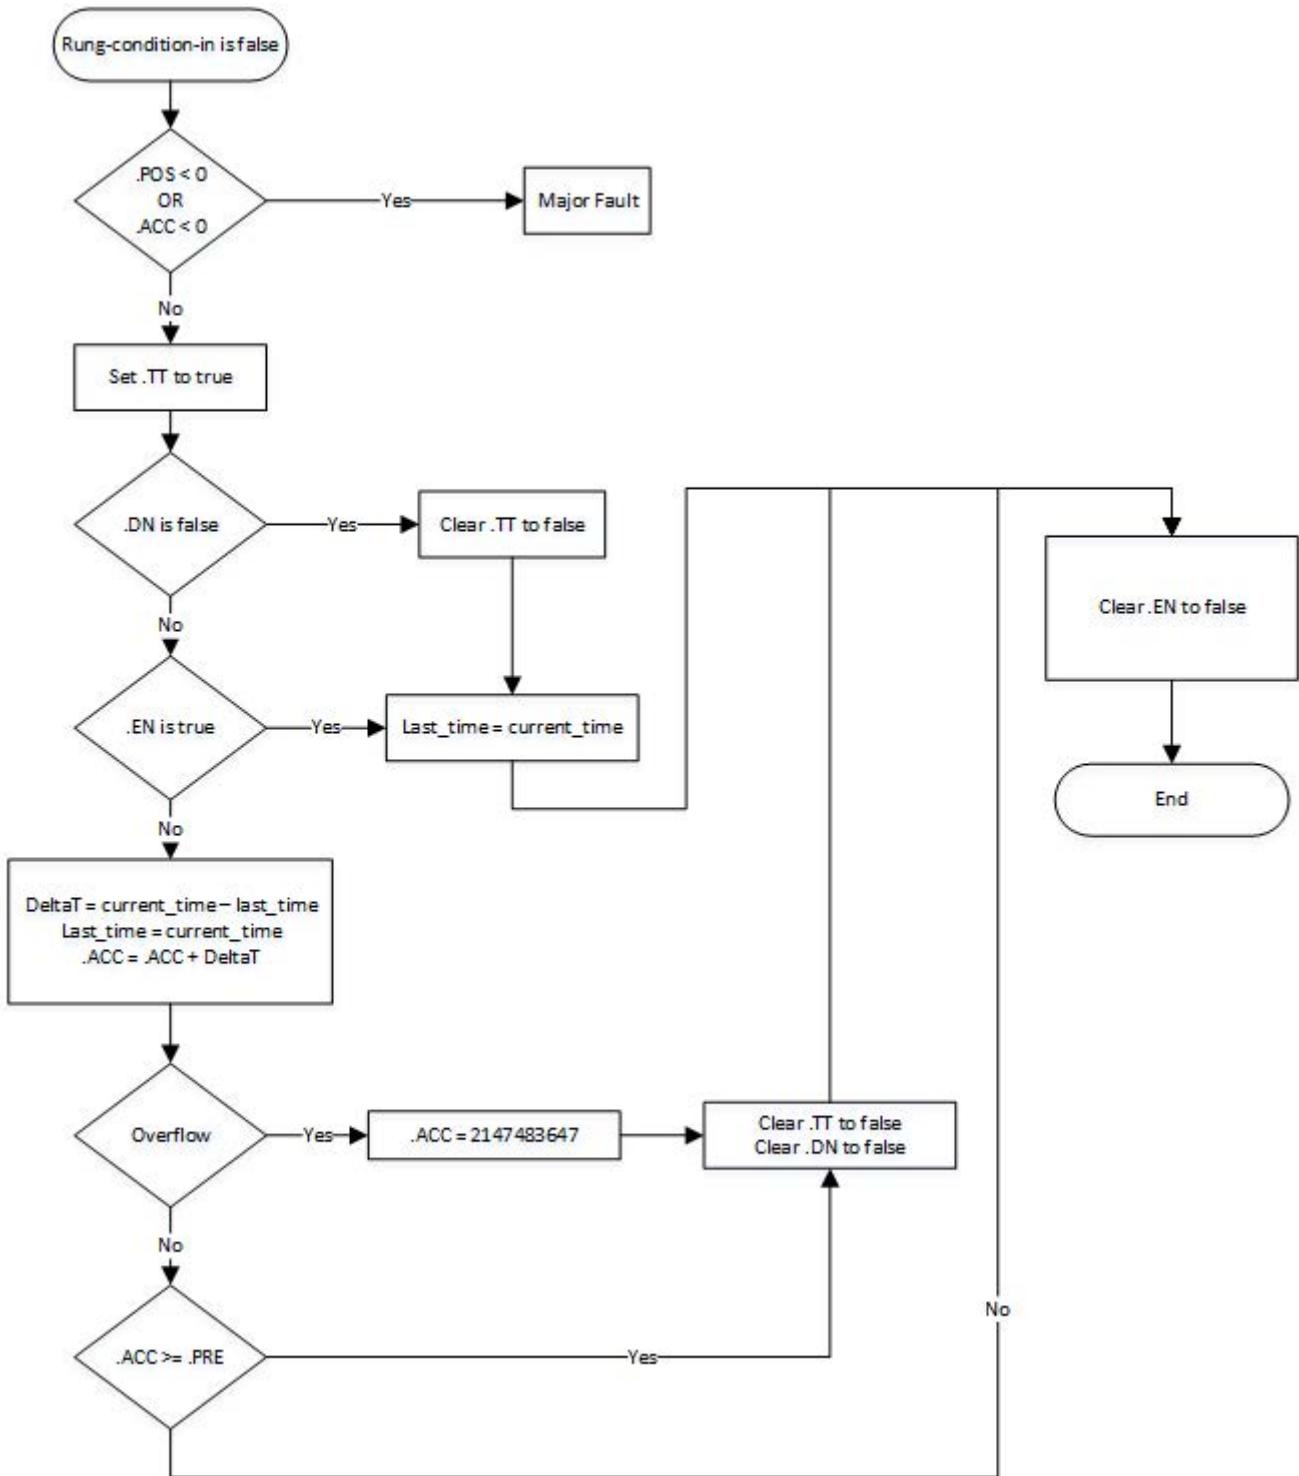 Rung-condition-in is false
.POS < 0
OR
.ACC < 0
Yes
Major Fault
No
Set .TT to true
.DN is false
Yes
Clear .TT to false
No
.EN is true
Yes
Last_time = current_time
Clear .EN to false
End
No
DeltaT = current_time – last_time
Last_time = current_time
.ACC = .ACC + DeltaT
Overflow
Yes
.ACC = 2147483647
Clear .TT to false
Clear .DN to false
No
.ACC >= .PRE
Yes
No